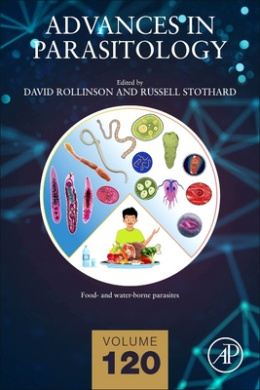 ADVANCES IN
PARASITOLOGY
Edited by
DAVID ROLLINSON AND RUSSELL STOTHARD
Food- and water-borne parasites
VOLUME
120
AP